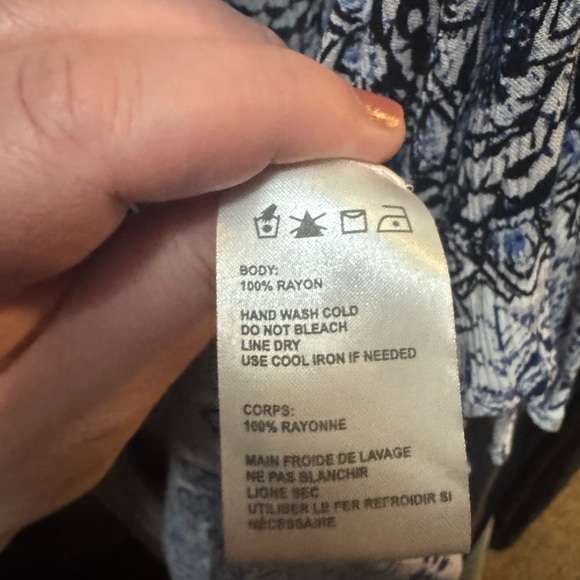 BODY:
100% RAYON
HAND WASH COLD
DO NOT BLEACH
LINE DRY
USE COOL IRON IF NEEDED
CORPS:
100% RAYONNE
MAIN FROIDE DE LAVAGE
NE PAS BLANCHIR
LIGNE SEC
UTILISER LE FER REFROIDIR SI
NÉCESSAIRE